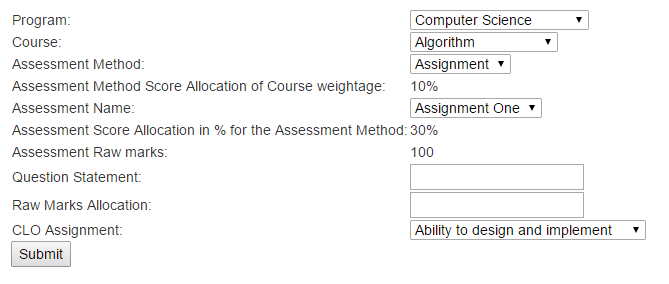 Program: Computer Science
Course: Algorithm
Assessment Method: Assignment
Assessment Method Score Allocation of Course weightage: 10%
Assessment Name: Assignment One
Assessment Score Allocation in % for the Assessment Method: 30%
Assessment Raw marks: 100
Question Statement:
Raw Marks Allocation:
CLO Assignment: Ability to design and implement
Submit